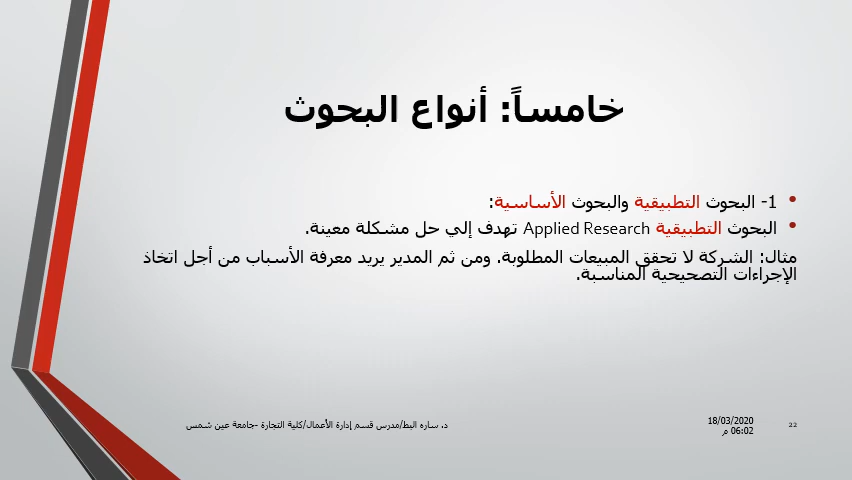 خامساً: أنواع البحوث
1- البحوث التطبيقية والبحوث الأساسية:
البحوث التطبيقية Applied Research تهدف إلي حل مشكلة معينة.
مثال: الشركة لا تحقق المبيعات المطلوبة. ومن ثم المدير يريد معرفة الأسباب من أجل اتخاذ
الإجراءات التصحيحية المناسبة.
22
18/03/2020
06:02 م
د. ساره البط/مدرس قسم إدارة الأعمال/كلية التجارة -جامعة عين شمس